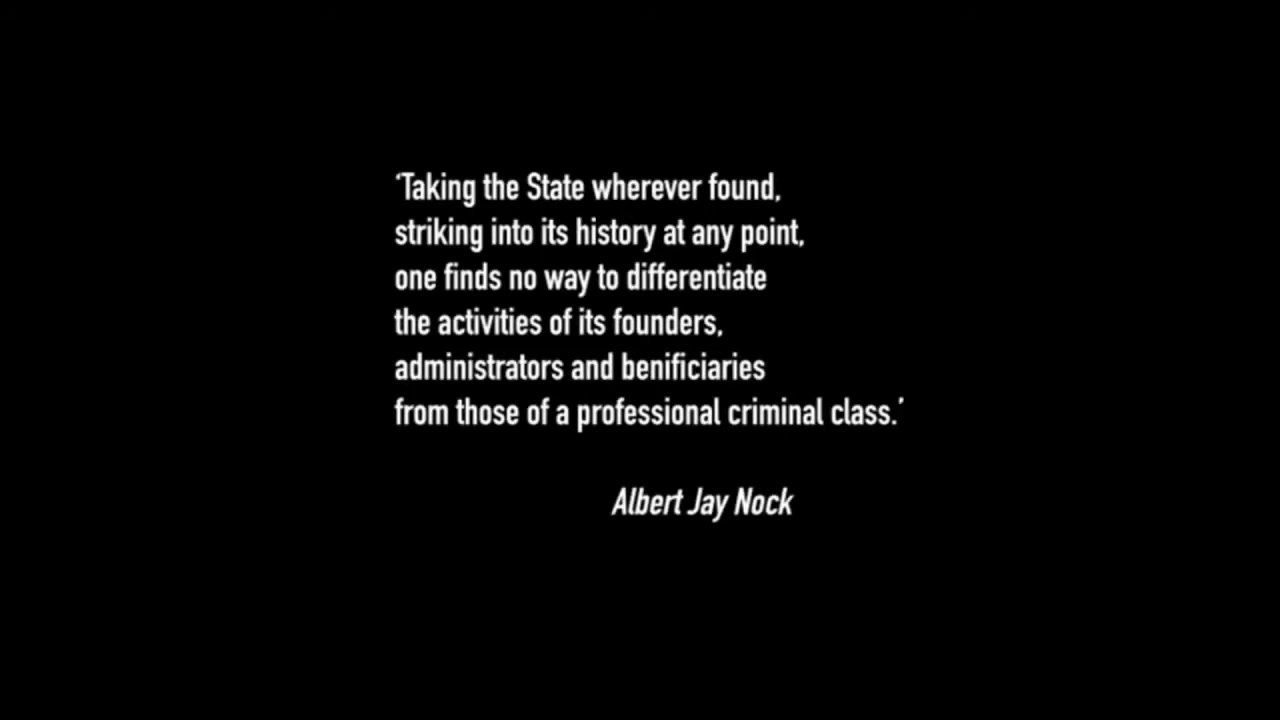 ‘Taking the State wherever found,
striking into its history at any point,
one finds no way to differentiate
the activities of its founders,
administrators and benificiaries
from those of a professional criminal class.’
Albert Jay Nock